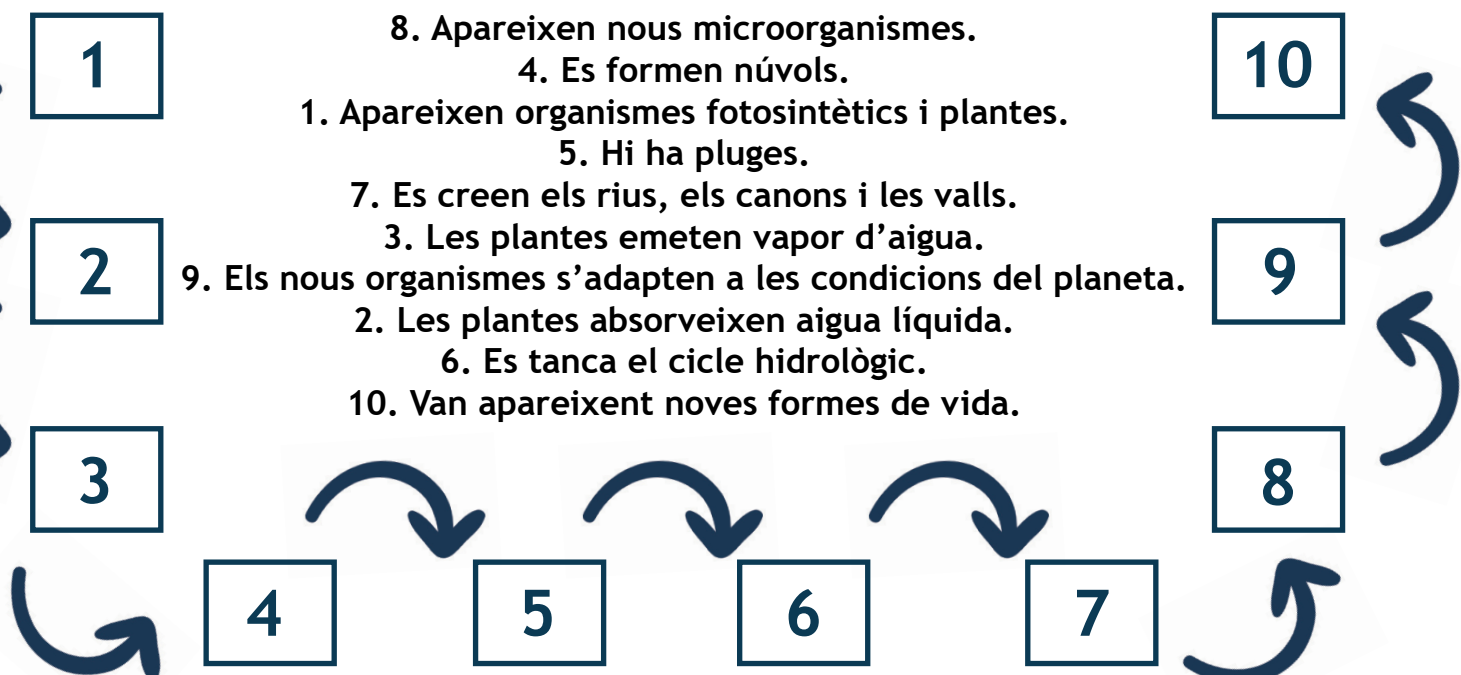 1
8. Apareixen nous microorganismes.
10
4. Es formen núvols.
1. Apareixen organismes fotosintètics i plantes.
5. Hi ha pluges.
7. Es creen els rius, els canons i les valls.
3. Les plantes emeten vapor d’aigua.
2
9. Els nous organismes s’adapten a les condicions del planeta.
9
2. Les plantes absorveixen aigua líquida.
6. Es tanca el cicle hidrològic.
10. Van apareixent noves formes de vida.
3
8
4
5
6
7